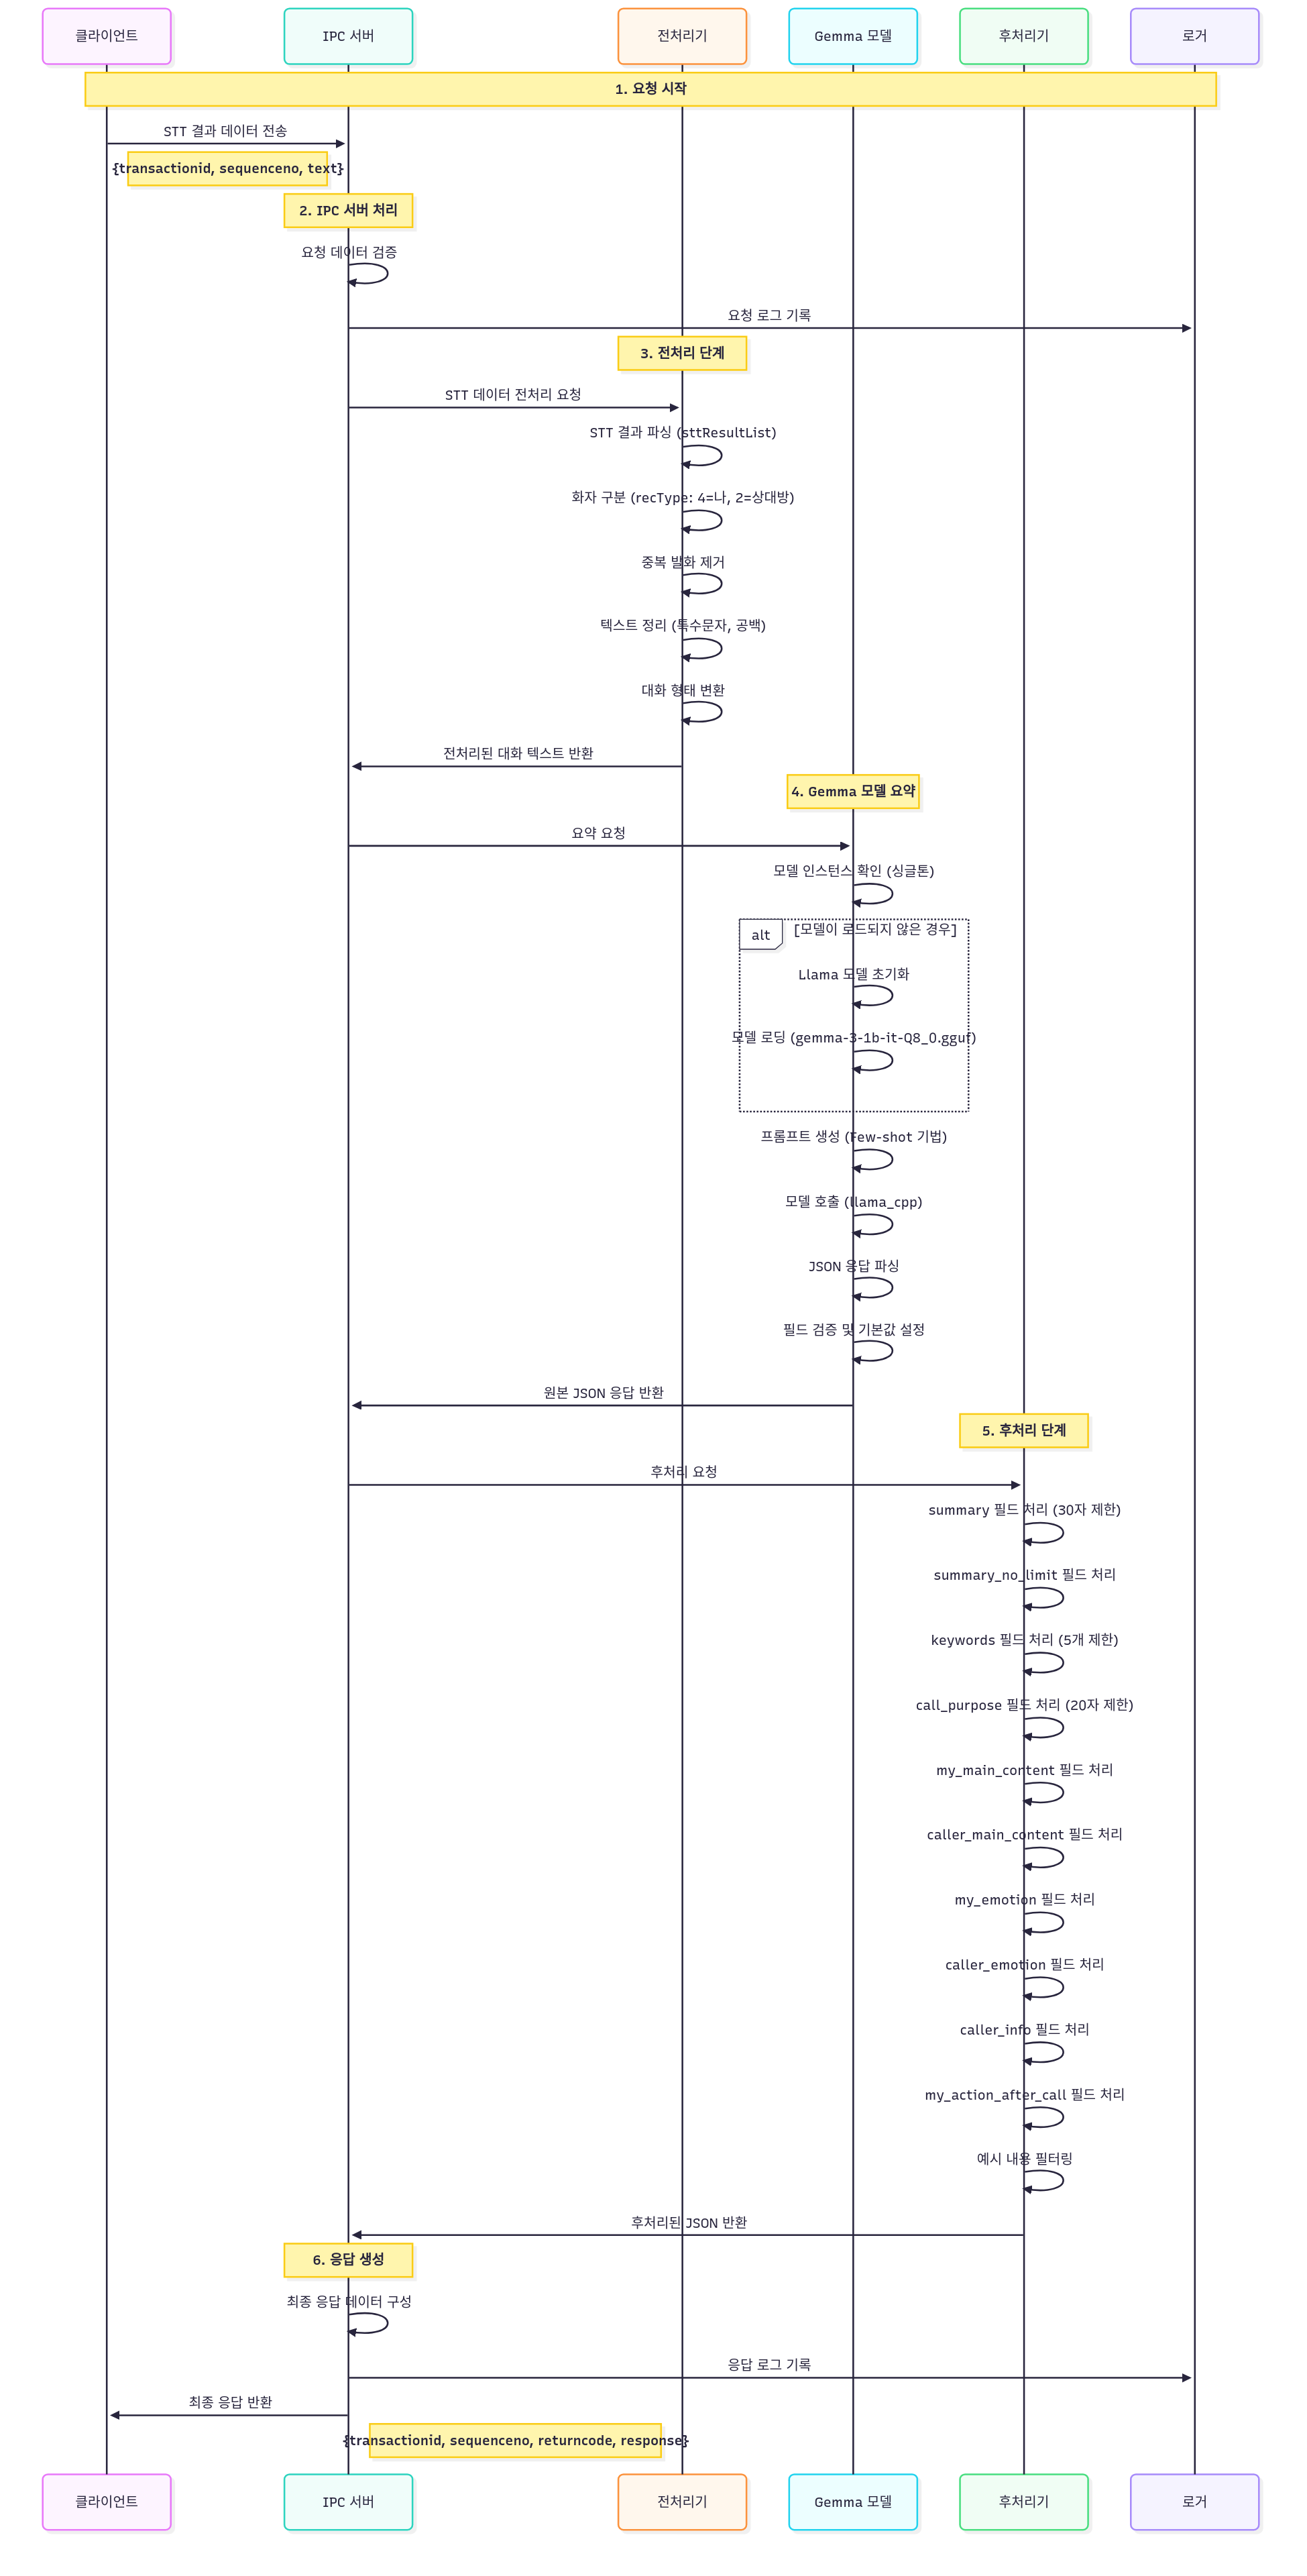 클라이언트
IPC 서버
전처리기
Gemma 모델
후처리기
로거
1. 요청 시작
STT 결과 데이터 전송
{transactionid, sequenceno, text}
2. IPC 서버 처리
요청 데이터 검증
요청 로그 기록
3. 전처리 단계
STT 데이터 전처리 요청
STT 결과 파싱 (sttResultList)
화자 구분 (recType: 4=나, 2=상대방)
중복 발화 제거
텍스트 정리 (특수문자, 공백)
대화 형태 변환
전처리된 대화 텍스트 반환
4. Gemma 모델 요약
요약 요청
모델 인스턴스 확인 (싱글톤)
alt
[모델이 로드되지 않은 경우]
Llama 모델 초기화
모델 로딩 (gemma-3-1b-it-Q8_0.gguf)
프롬프트 생성 (Few-shot 기법)
모델 호출 (llama_cpp)
JSON 응답 파싱
필드 검증 및 기본값 설정
원본 JSON 응답 반환
5. 후처리 단계
후처리 요청
summary 필드 처리 (30자 제한)
summary_no_limit 필드 처리
keywords 필드 처리 (5개 제한)
call_purpose 필드 처리 (20자 제한)
my_main_content 필드 처리
caller_main_content 필드 처리
my_emotion 필드 처리
caller_emotion 필드 처리
caller_info 필드 처리
my_action_after_call 필드 처리
예시 내용 필터링
후처리된 JSON 반환
6. 응답 생성
최종 응답 데이터 구성
응답 로그 기록
최종 응답 반환
{transactionid, sequenceno, returncode, response}
클라이언트
IPC 서버
전처리기
Gemma 모델
후처리기
로거